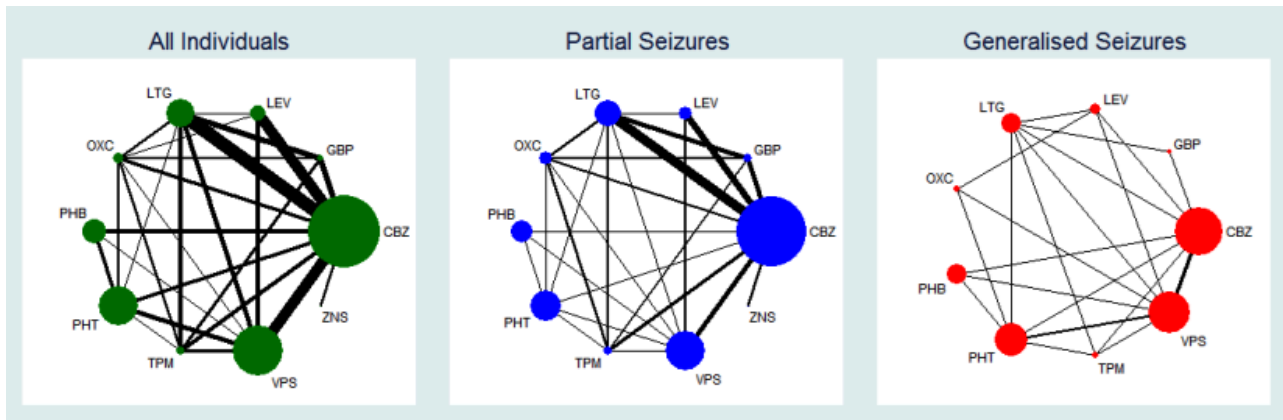 All Individuals
LTG
LEV
OXC
GBP
PHB
CBZ
PHT
ZNS
TPM
VPS
Partial Seizures
LTG
LEV
OXC
GBP
PHB
CBZ
PHT
ZNS
TPM
VPS
Generalised Seizures
LTG
LEV
GBP
OXC
CBZ
PHB
VPS
PHT
TPM